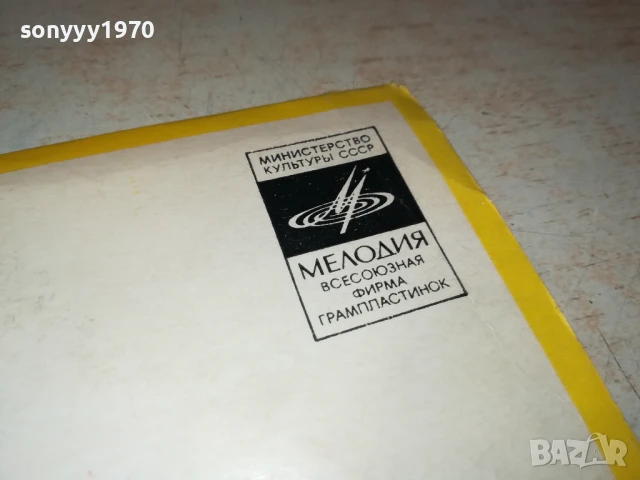 sonyyy1970
МИНИСТЕРСТВО
КУЛЬТУРЫ СССР
МЕЛОДИЯ
ВСЕСОЮЗНАЯ
ФИРМА
ГРАМПЛАСТИНОК
BAZAR